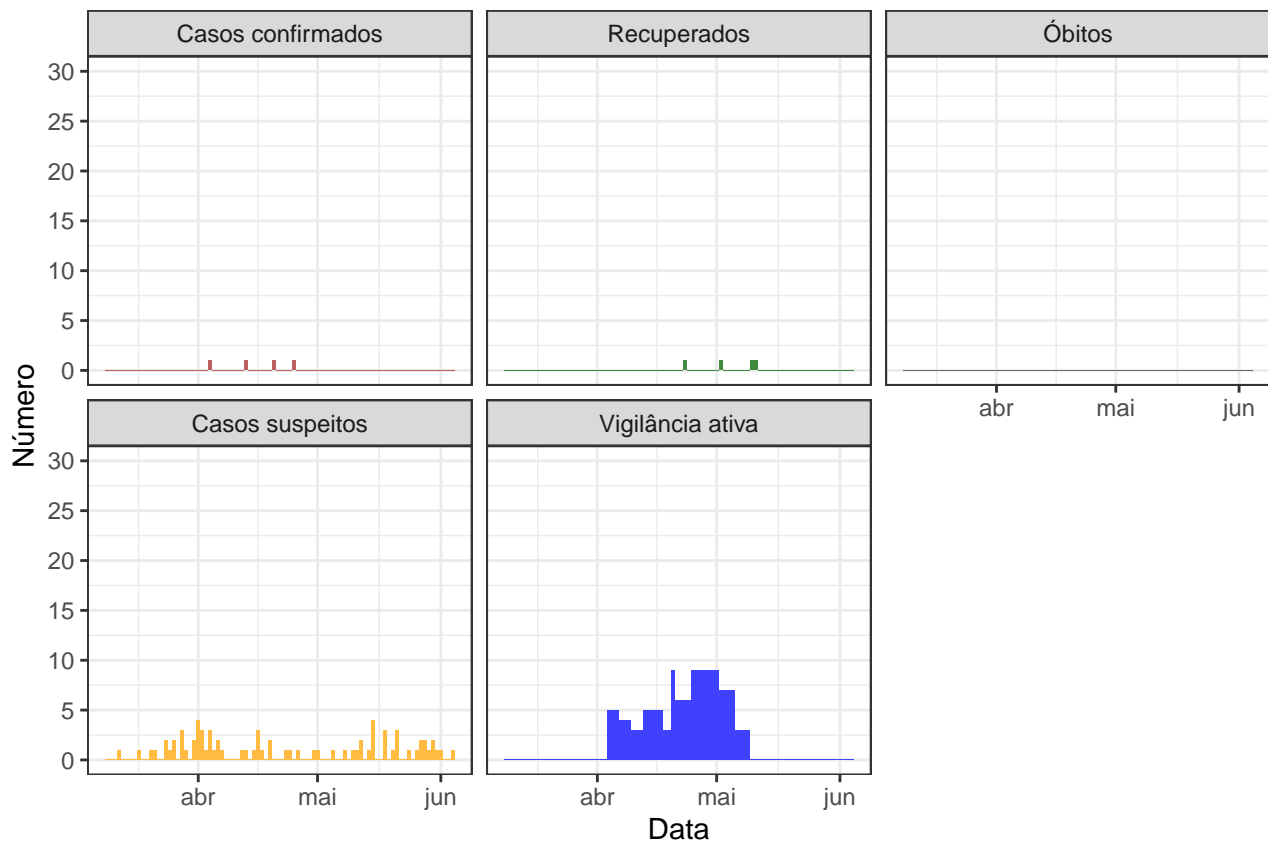 Casos confirmados
Recuperados
Óbitos
30
25
20
15
10
5
0
abr mai jun
Casos suspeitos
Vigilância ativa
30
25
20
15
10
5
0
abr mai jun
abr mai jun
Número
Data